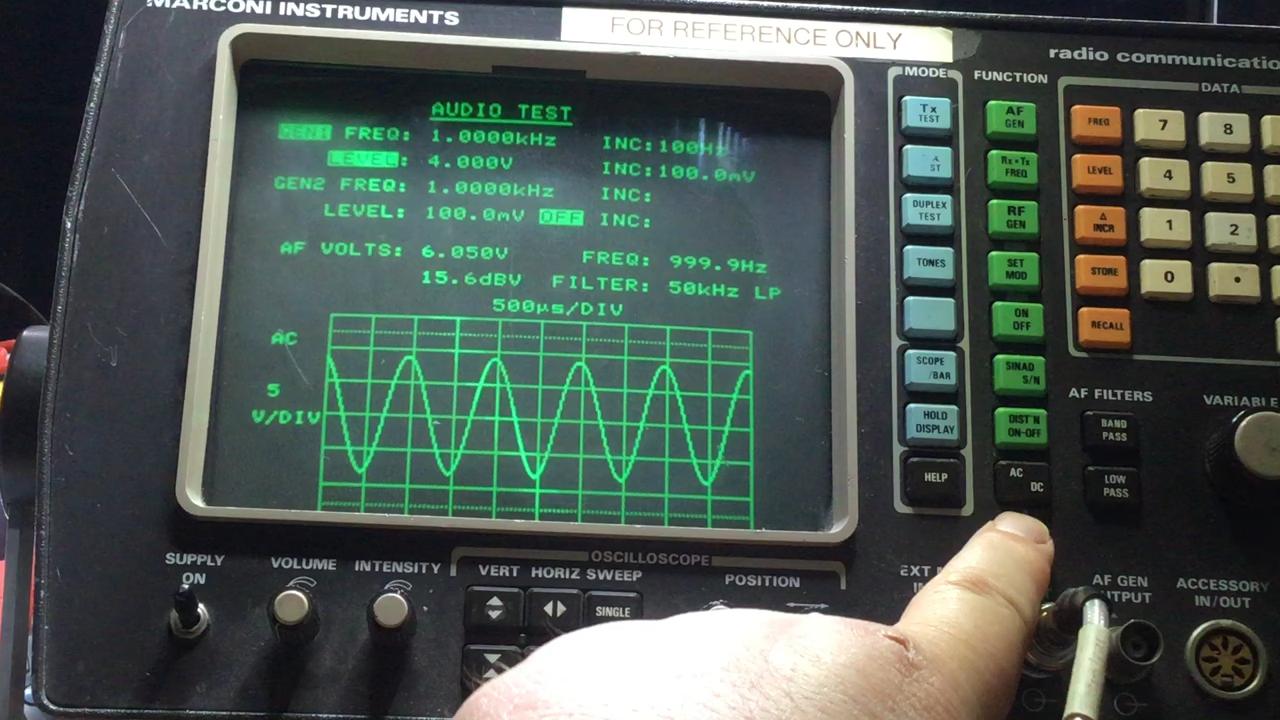 MARCONI INSTRUMENTS
FOR REFERENCE ONLY
radio communicatio
AUDIO TEST
GEN1 FREQ: 1.0000kHz INC:100Hz
LEVEL: 4.000V INC:100.0mV
GEN2 FREQ: 1.0000kHz INC:
LEVEL: 100.0mV OFF INC:
AF VOLTS: 6.050V FREQ: 999.9Hz
15.6dBV FILTER: 50kHz LP
500µs/DIV
AC
5
V/DIV
MODE
Tx
TEST
ST
DUPLEX
TEST
TONES
SCOPE
/BAR
HOLD
DISPLAY
HELP
FUNCTION
AF
GEN
Rx=Tx
FREQ
RF
GEN
SET
MOD
ON
OFF
SINAD
S/N
DIST'N
ON-OFF
AC
DC
DATA
FREQ 7 8
LEVEL 4 5
Δ
INCR 1 2
STORE 0 •
RECALL
AF FILTERS
BAND
PASS
LOW
PASS
VARIABLE
SUPPLY
ON
VOLUME
INTENSITY
OSCILLOSCOPE
VERT HORIZ SWEEP
SINGLE
POSITION
EXT
AF GEN
ACCESSORY
IN/OUT